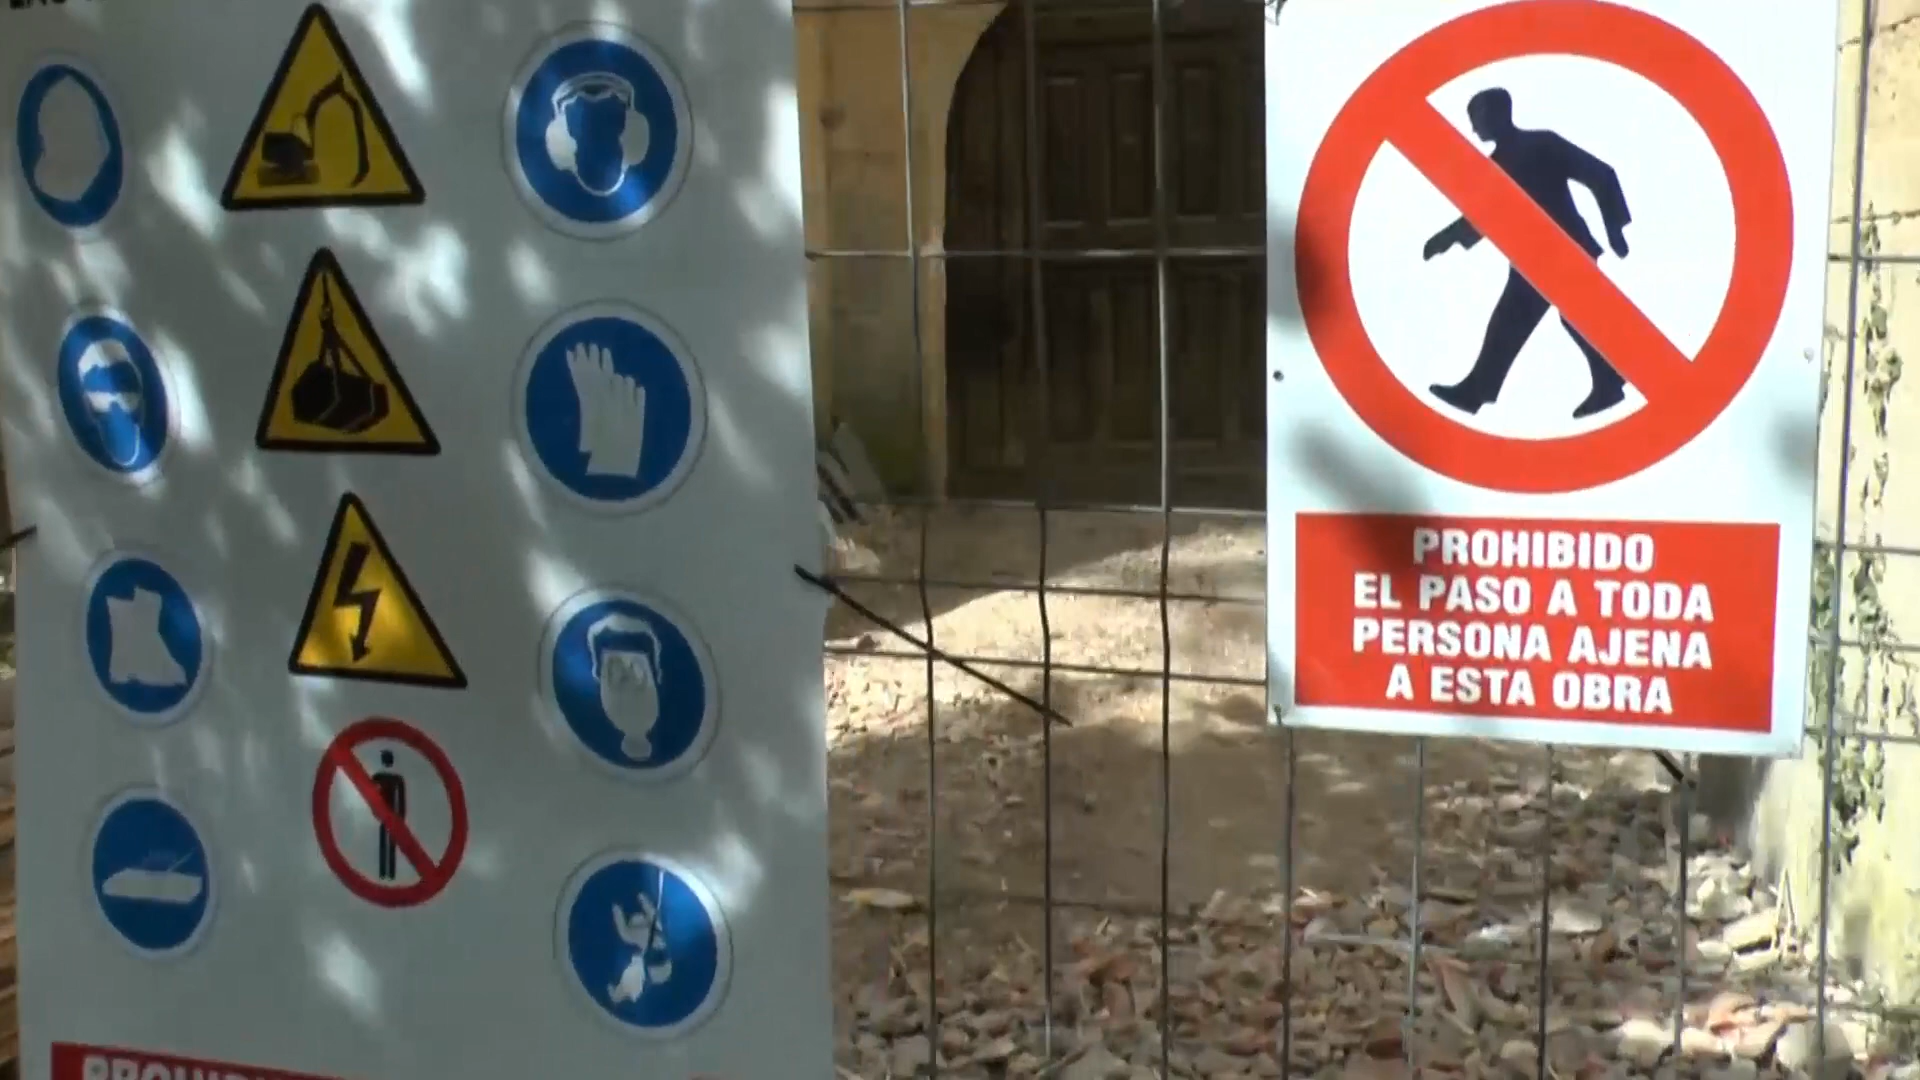 PROHIBIDO
EL PASO A TODA
PERSONA AJENA
A ESTA OBRA